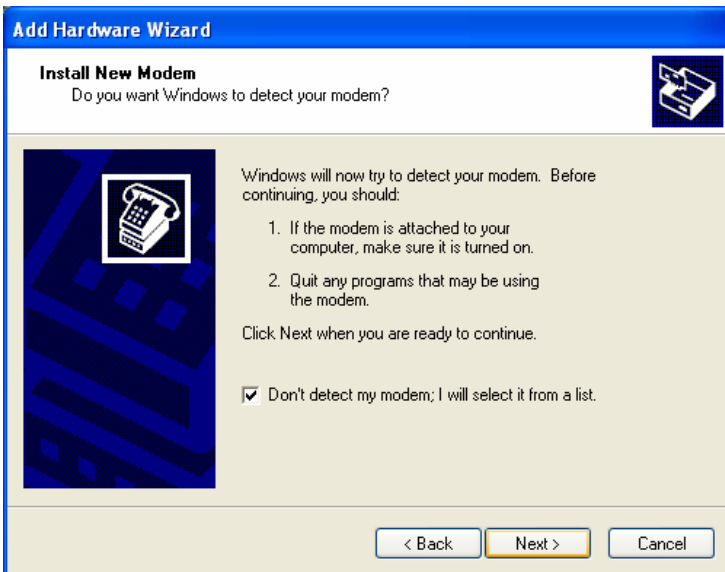 Add Hardware Wizard
Install New Modem
Do you want Windows to detect your modem?
Windows will now try to detect your modem. Before
continuing, you should:
1. If the modem is attached to your
computer, make sure it is turned on.
2. Quit any programs that may be using
the modem.
Click Next when you are ready to continue.
Don't detect my modem; I will select it from a list.
< Back Next > Cancel